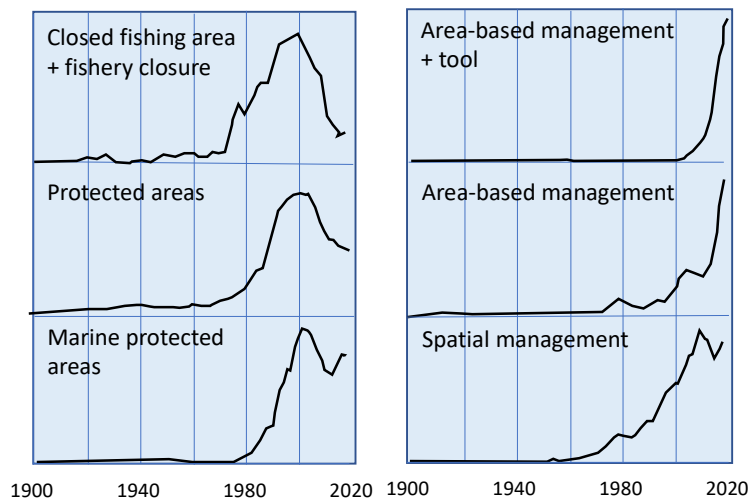 Closed fishing area
+ fishery closure
Protected areas
Marine protected
areas
1900 1940 1980 2020
Area-based management
+ tool
Area-based management
Spatial management
1900 1940 1980 2020